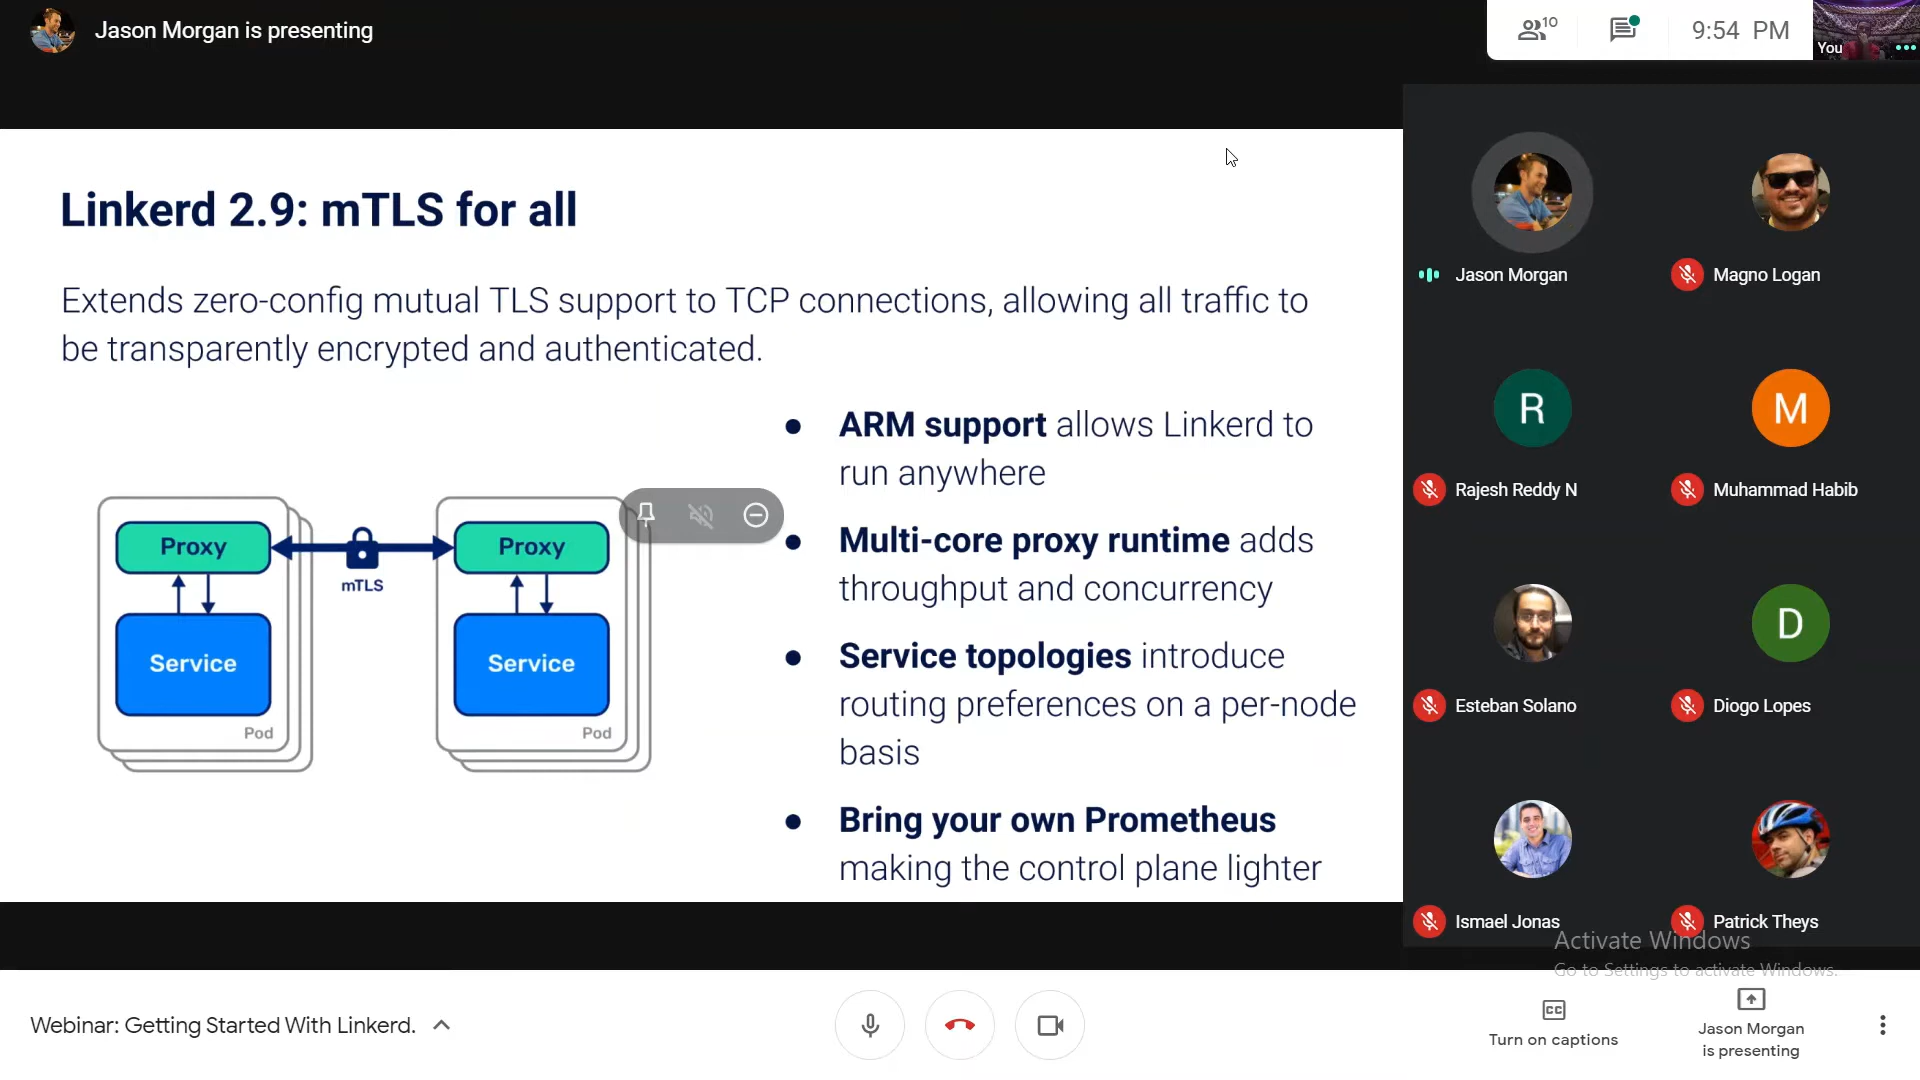 Jason Morgan is presenting
10
9:54 PM
You
Linkerd 2.9: mTLS for all
Extends zero-config mutual TLS support to TCP connections, allowing all traffic to
be transparently encrypted and authenticated.
Proxy
mTLS
Proxy
Service
Service
Pod
Pod
● ARM support allows Linkerd to
run anywhere
● Multi-core proxy runtime adds
throughput and concurrency
● Service topologies introduce
routing preferences on a per-node
basis
● Bring your own Prometheus
making the control plane lighter
Jason Morgan
Magno Logan
R
M
Rajesh Reddy N
Muhammad Habib
D
Esteban Solano
Diogo Lopes
Ismael Jonas
Patrick Theys
Activate Windows
Go to Settings to activate Windows.
Webinar: Getting Started With Linkerd.
CC
Turn on captions
Jason Morgan
is presenting